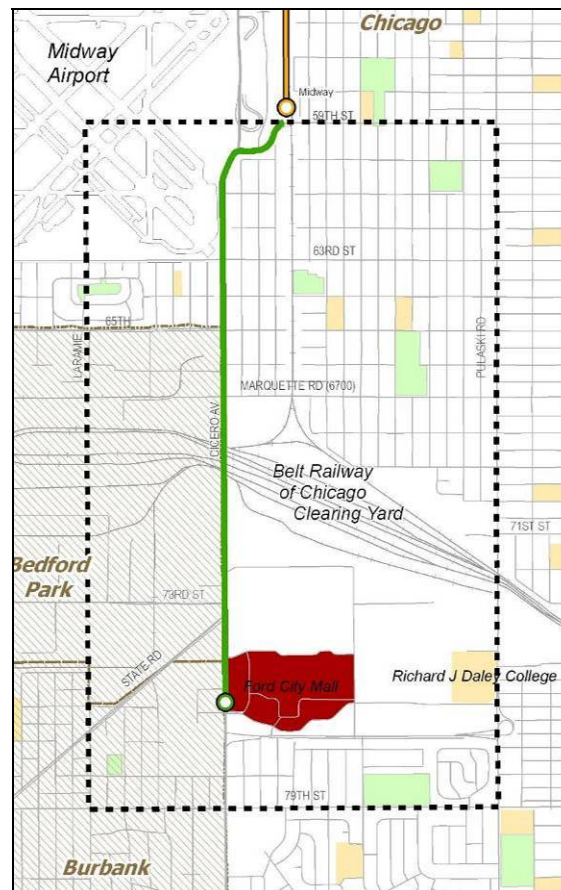 Chicago
Midway
Airport
Midway
59TH ST
63RD ST
65TH
LARAMIE
PULASKI RD
MARQUETTE RD (6700)
CICERO AV
Belt Railway
of Chicago
Clearing Yard
71ST ST
Bedford
Park
73RD ST
STATE RD
Ford City Mall
Richard J Daley College
79TH ST
Burbank